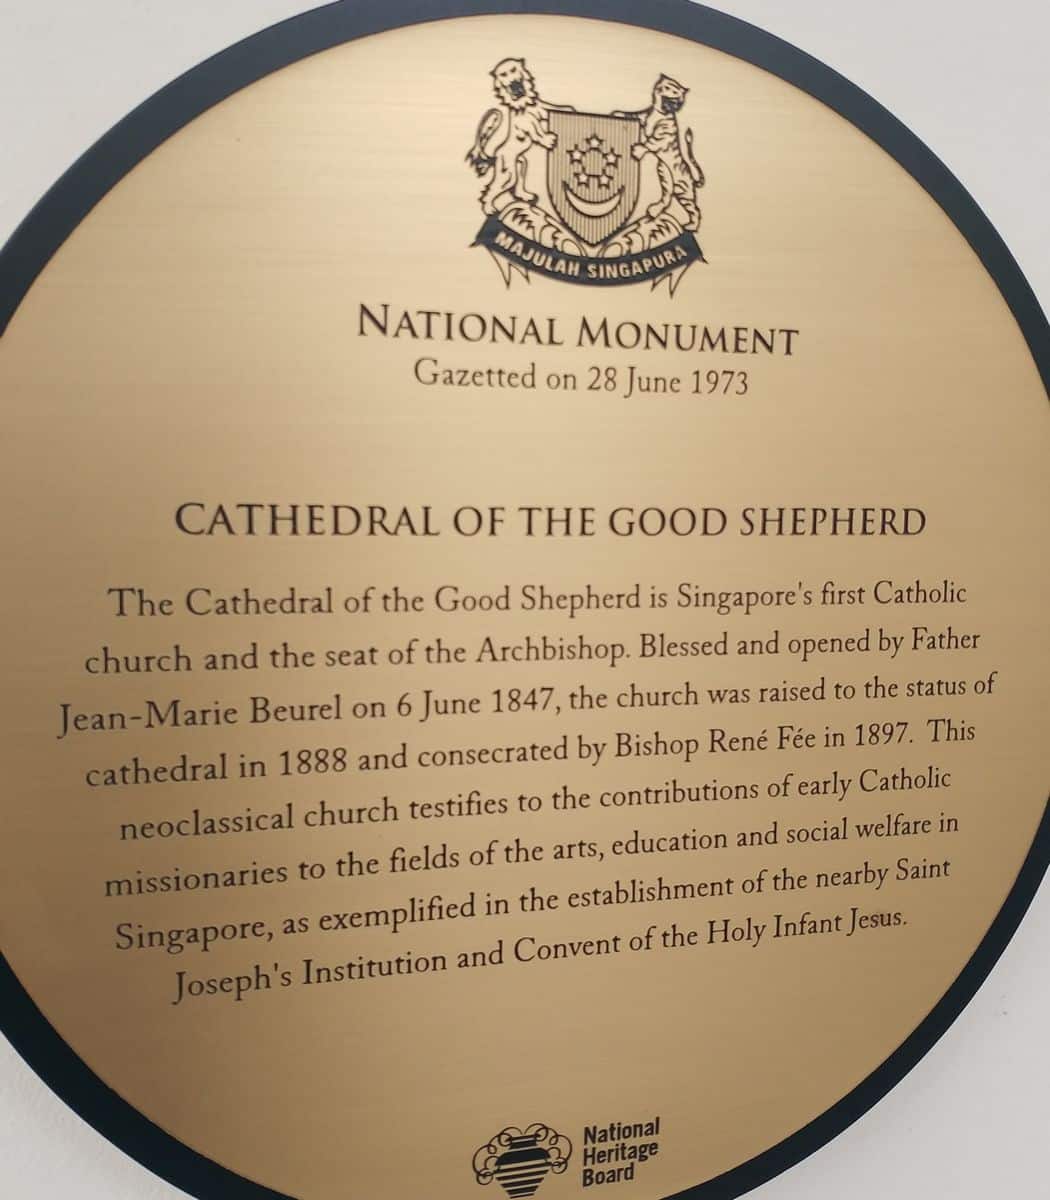 MAJULAH SINGAPURA
NATIONAL MONUMENT
Gazetted on 28 June 1973
CATHEDRAL OF THE GOOD SHEPHERD
The Cathedral of the Good Shepherd is Singapore's first Catholic
church and the seat of the Archbishop. Blessed and opened by Father
Jean-Marie Beurel on 6 June 1847, the church was raised to the status of
cathedral in 1888 and consecrated by Bishop René Fée in 1897. This
neoclassical church testifies to the contributions of early Catholic
missionaries to the fields of the arts, education and social welfare in
Singapore, as exemplified in the establishment of the nearby Saint
Joseph's Institution and Convent of the Holy Infant Jesus.
National
Heritage
Board